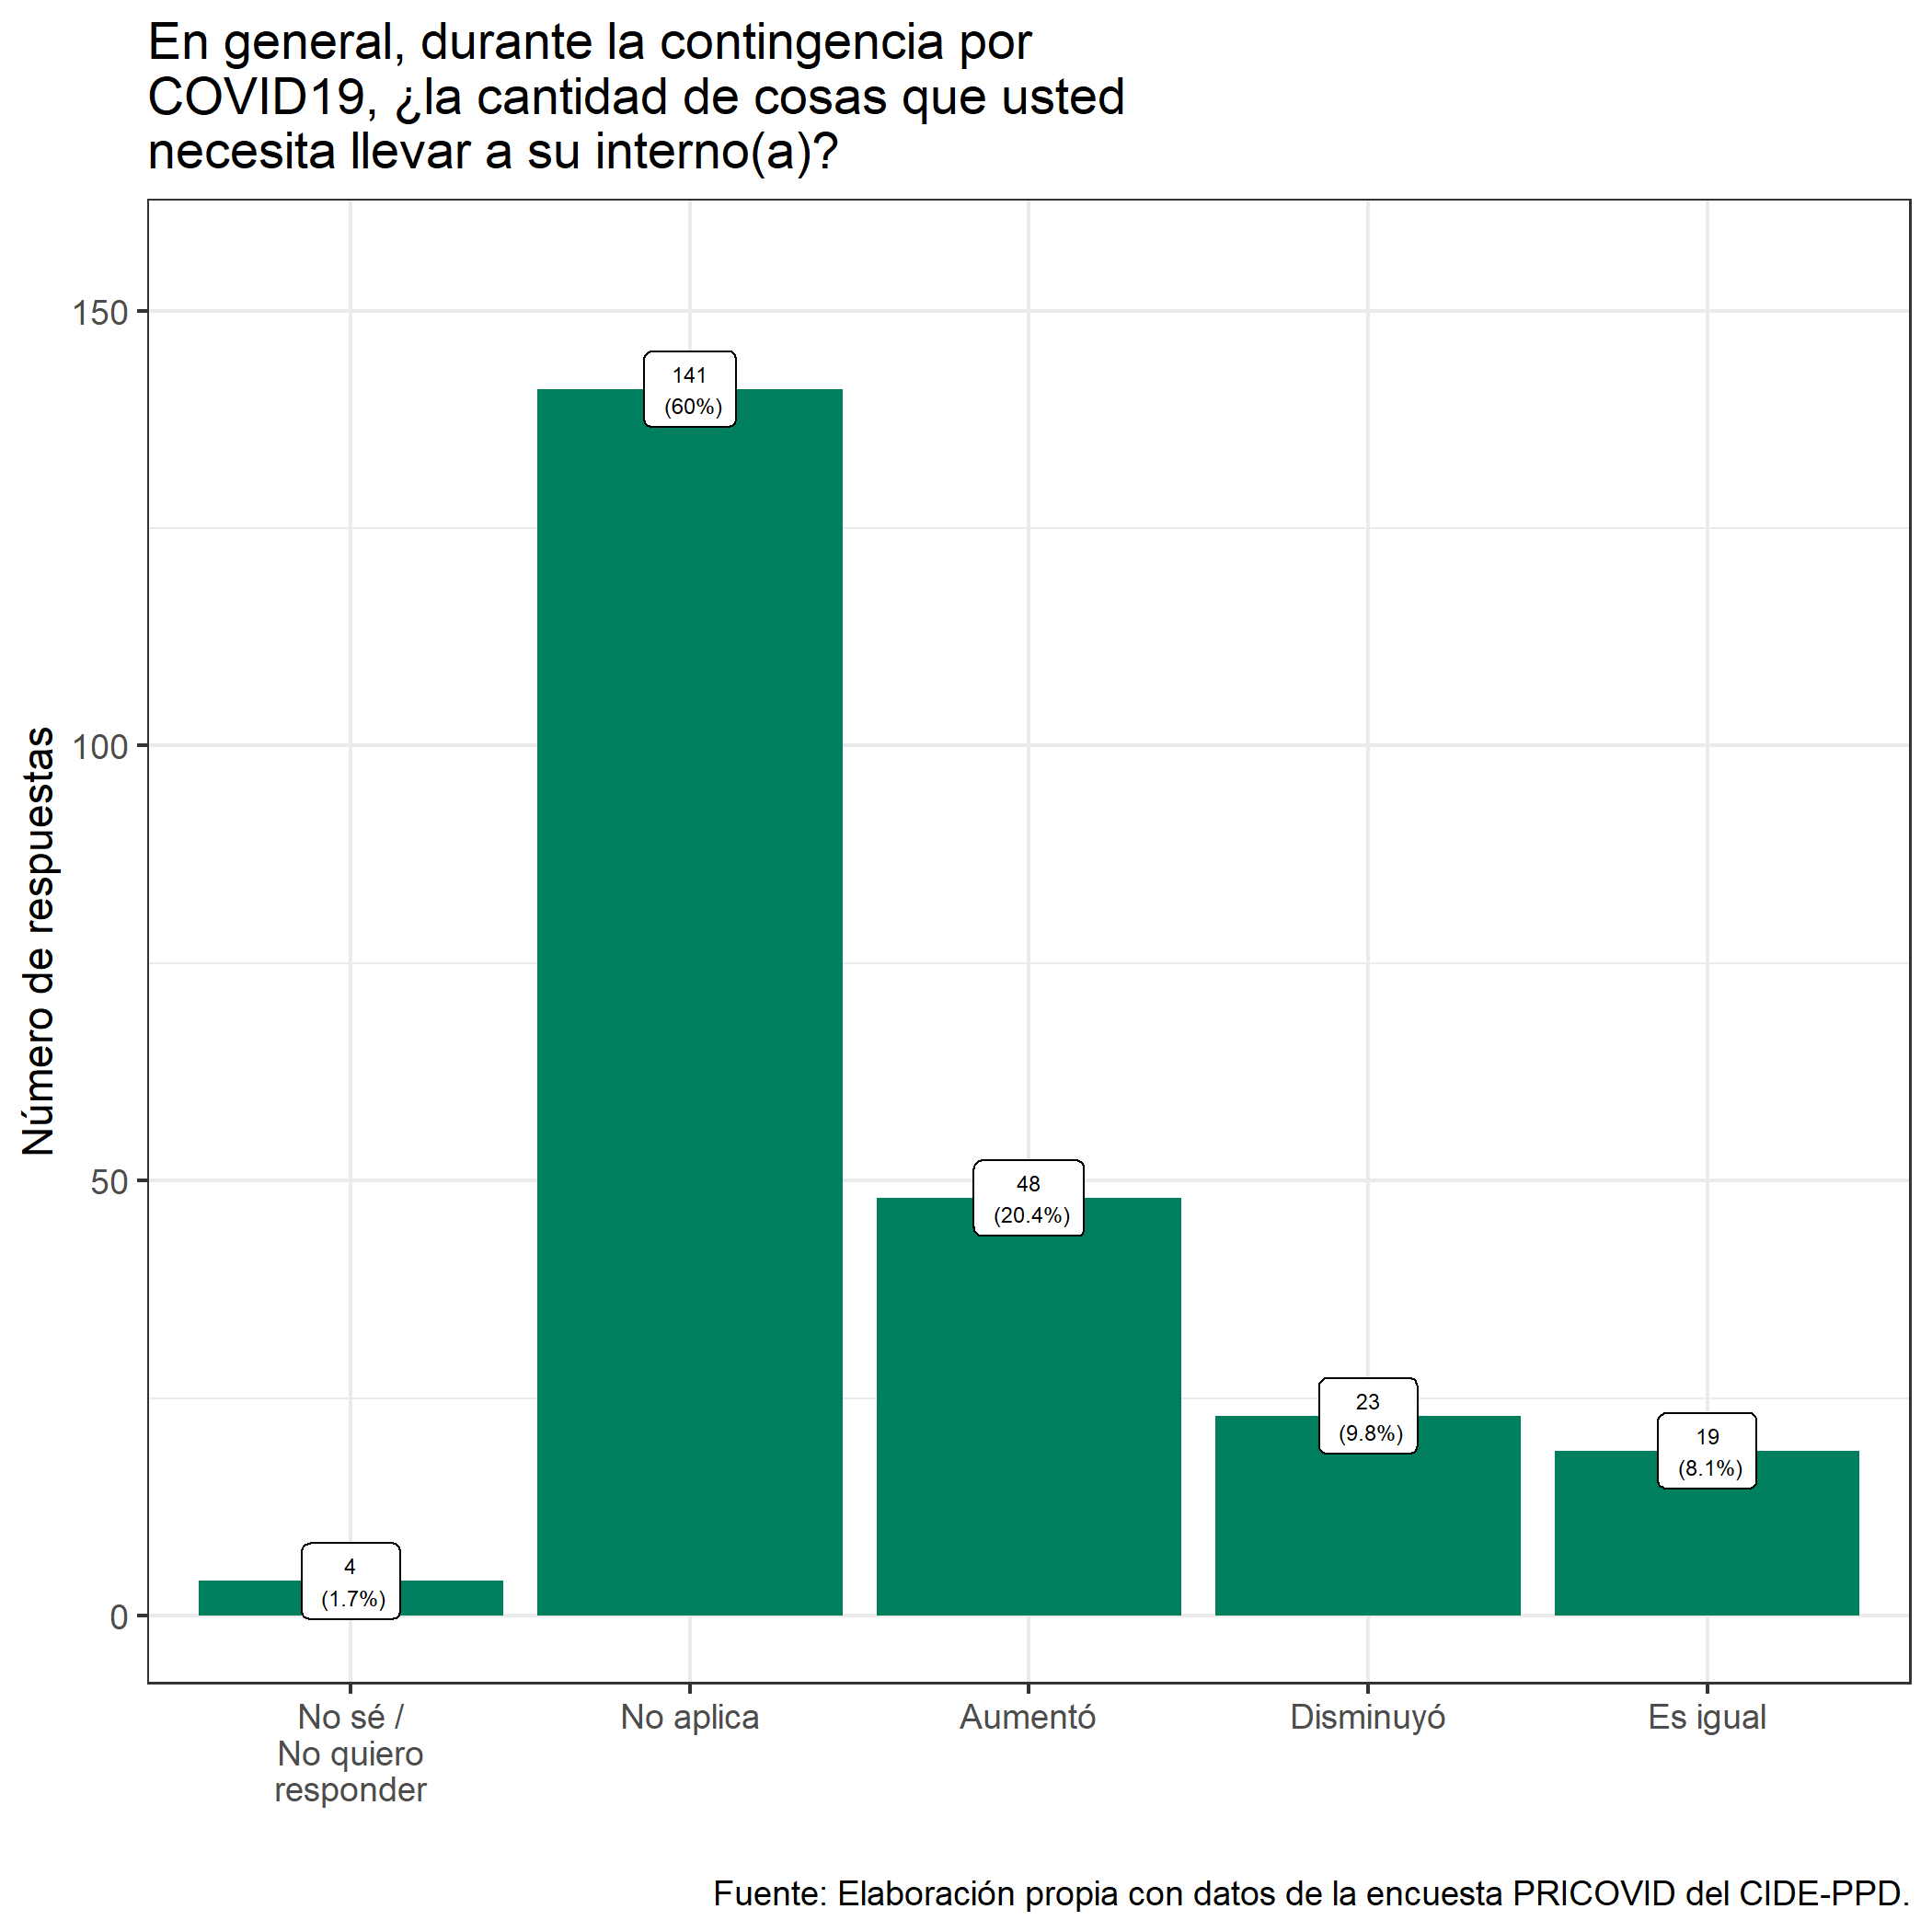 En general, durante la contingencia por
COVID19, ¿la cantidad de cosas que usted
necesita llevar a su interno(a)?
Número de respuestas
150
100
50
0
141
(60%)
48
(20.4%)
23
(9.8%)
19
(8.1%)
4
(1.7%)
No sé /
No quiero
responder
No aplica
Aumentó
Disminuyó
Es igual
Fuente: Elaboración propia con datos de la encuesta PRICOVID del CIDE-PPD.